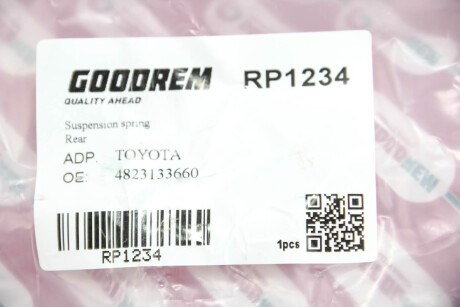 GOODREM RP1234
QUALITY AHEAD
Suspension spring
Rear
ADP. TOYOTA
OE: 4823133660
1pcs
RP1234